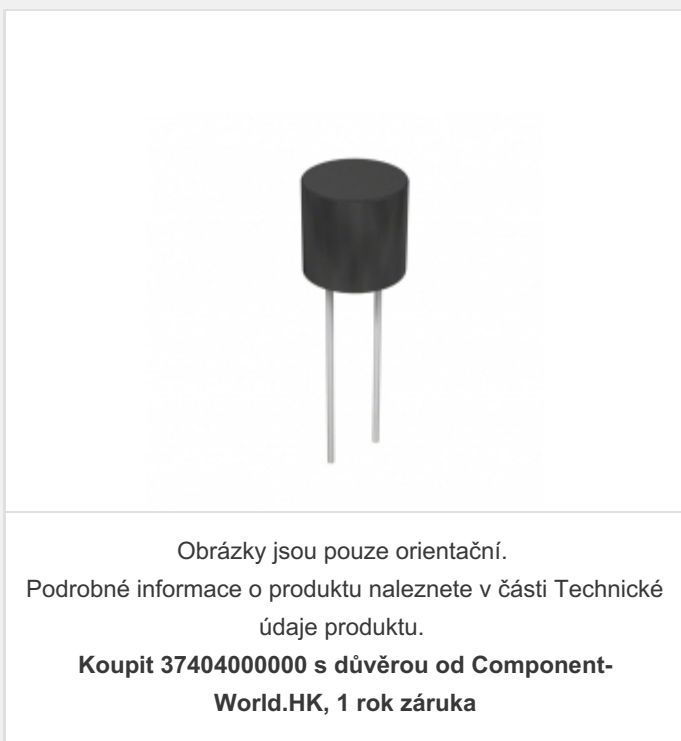 Obrázky jsou pouze orientační.
Podrobné informace o produktu naleznete v části Technické
údaje produktu.
Koupit 37404000000 s důvěrou od Component-
World.HK, 1 rok záruka